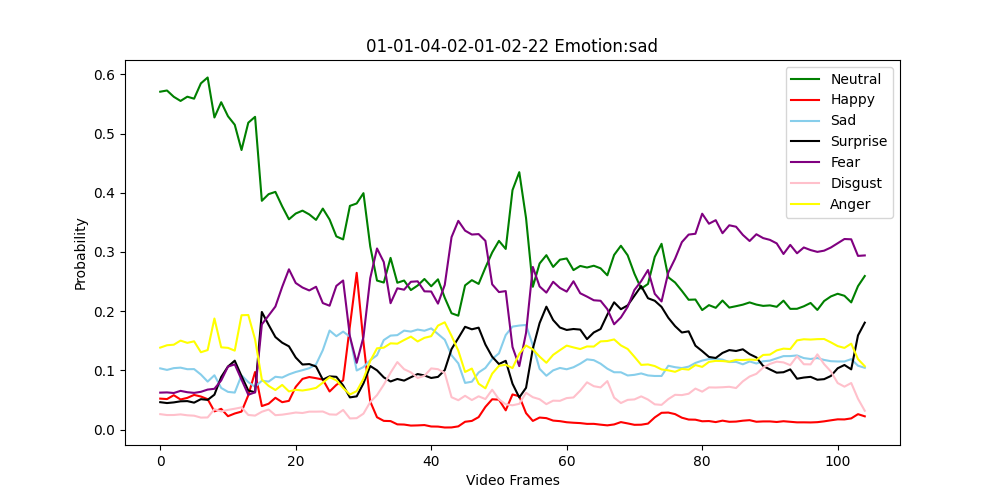 01-01-04-02-01-02-22 Emotion:sad
Probability
0.6
0.5
0.4
0.3
0.2
0.1
0.0
Neutral
Happy
Sad
Surprise
Fear
Disgust
Anger
0 20 40 60 80 100
Video Frames